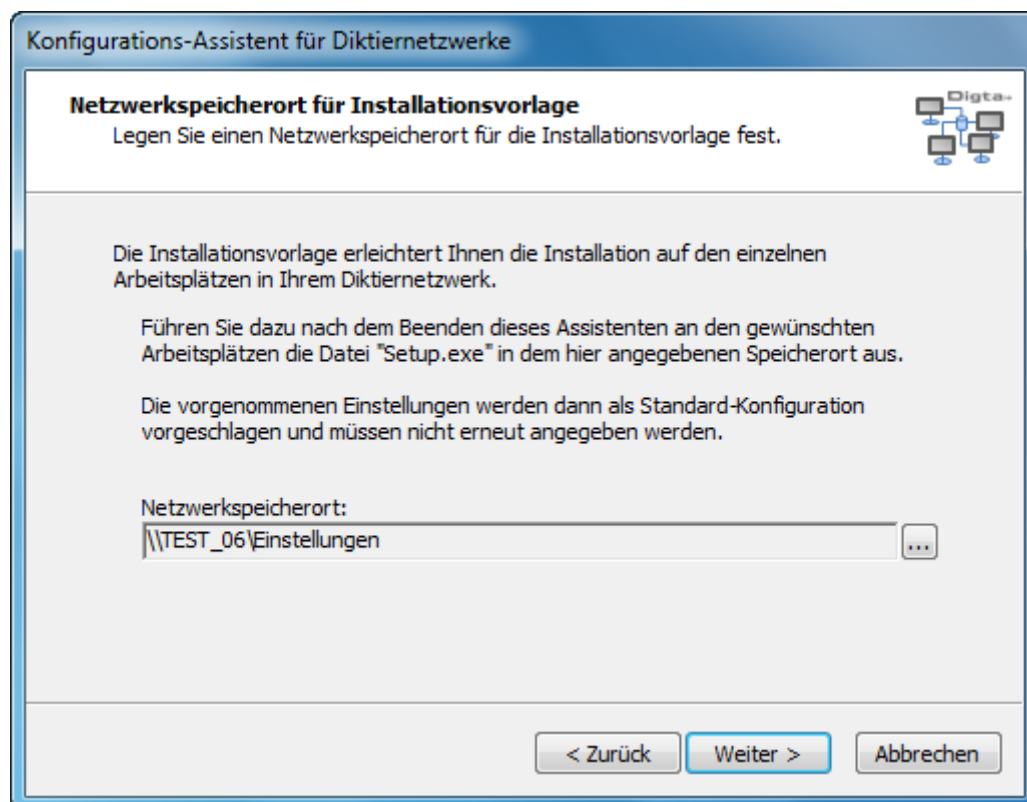 Konfigurations-Assistent für Diktiernetzwerke
Netzwerkspeicherort für Installationsvorlage
Legen Sie einen Netzwerkspeicherort für die Installationsvorlage fest.
Digta
Die Installationsvorlage erleichtert Ihnen die Installation auf den einzelnen
Arbeitsplätzen in Ihrem Diktiernetzwerk.
Führen Sie dazu nach dem Beenden dieses Assistenten an den gewünschten
Arbeitsplätzen die Datei "Setup.exe" in dem hier angegebenen Speicherort aus.
Die vorgenommenen Einstellungen werden dann als Standard-Konfiguration
vorgeschlagen und müssen nicht erneut angegeben werden.
Netzwerkspeicherort:
\\TEST_06\Einstellungen
...
< Zurück
Weiter >
Abbrechen